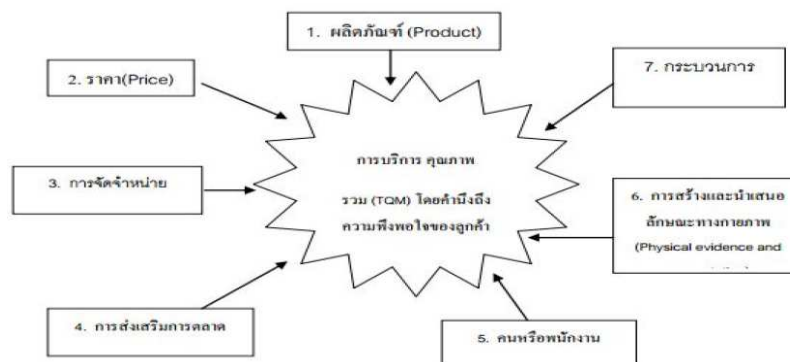 1. ผลิตภัณฑ์ (Product)
2. ราคา(Price)
7. กระบวนการ
การบริการ คุณภาพ
รวม (TQM) โดยคำนึงถึง
ความพึงพอใจของลูกค้า
3. การจัดจำหน่าย
6. การสร้างและนำเสนอ
ลักษณะทางกายภาพ
(Physical evidence and
4. การส่งเสริมการตลาด
5. คนหรือพนักงาน